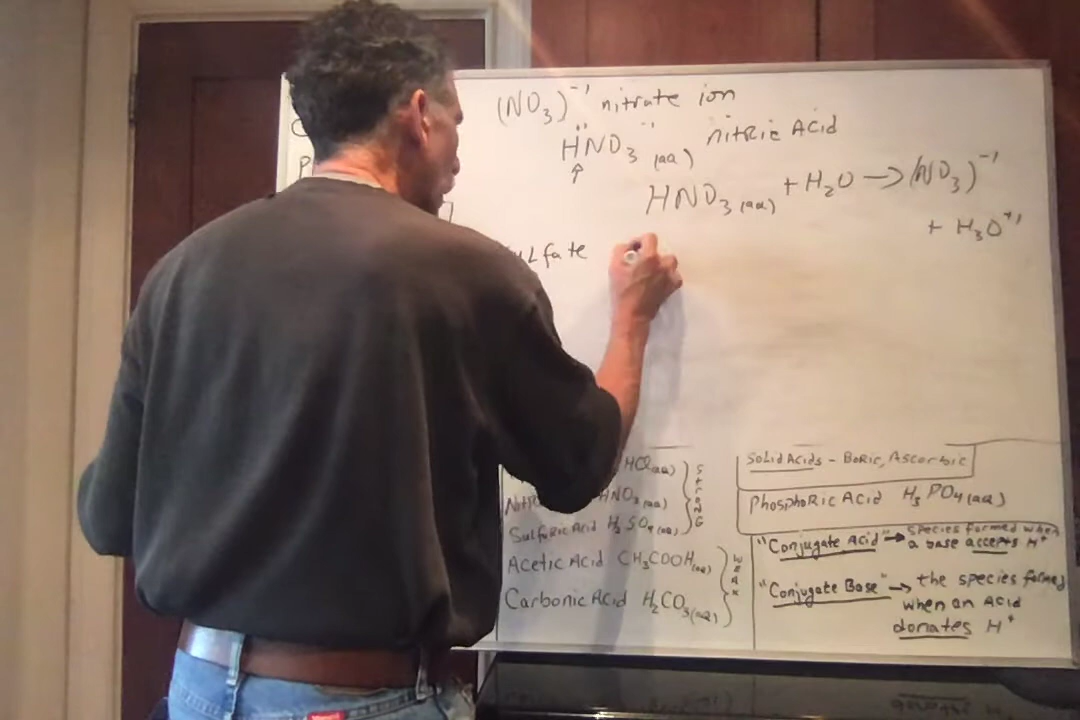 (NO3)⁻¹ nitrate ion
HNO3 (aq) nitric Acid
HNO3(aq) + H2O → (NO3)⁻¹
+ H3O⁺¹
HCl(aq)
HNO3(aq)
Sulfuric Acid H2SO4(aq)
Strong
Acetic Acid CH3COOH(aq)
Carbonic Acid H2CO3(aq)
Weak
Solid Acids - Boric, Ascorbic
Phosphoric Acid H3PO4(aq)
"Conjugate Acid" → species formed when
a base accepts H⁺
"Conjugate Base" → the species formed
when an Acid
donates H⁺